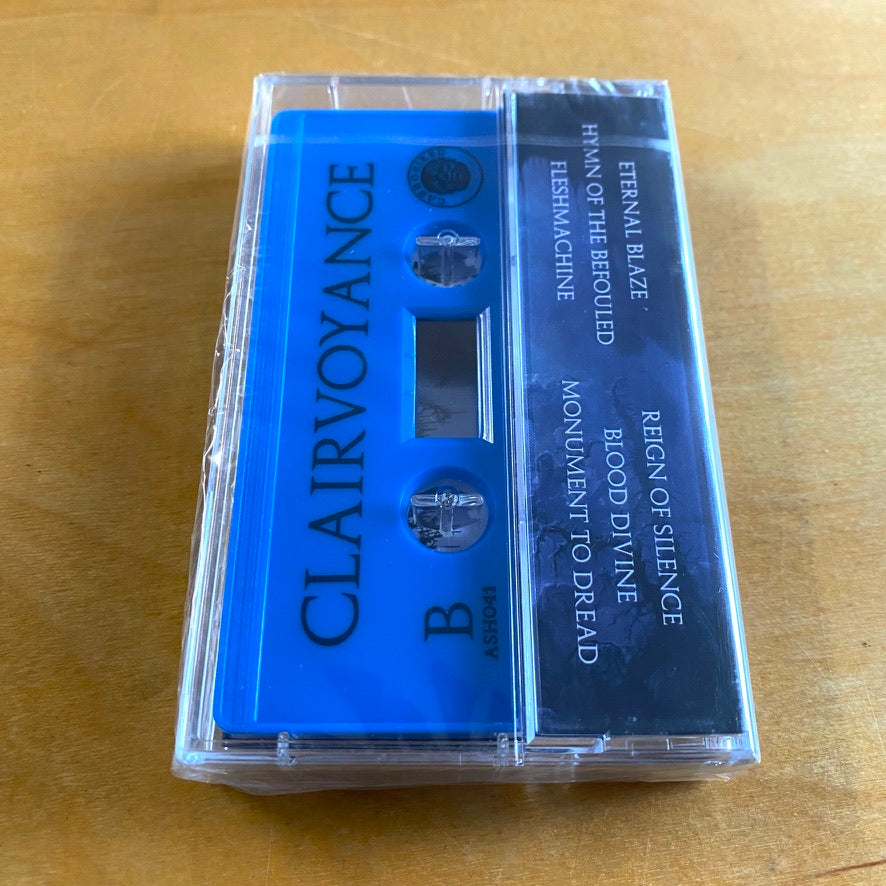 CLAIRVOYANCE
B
ASH041
ETERNAL BLAZE
HYMN OF THE BEFOULED
FLESHMACHINE
REIGN OF SILENCE
BLOOD DIVINE
MONUMENT TO DREAD